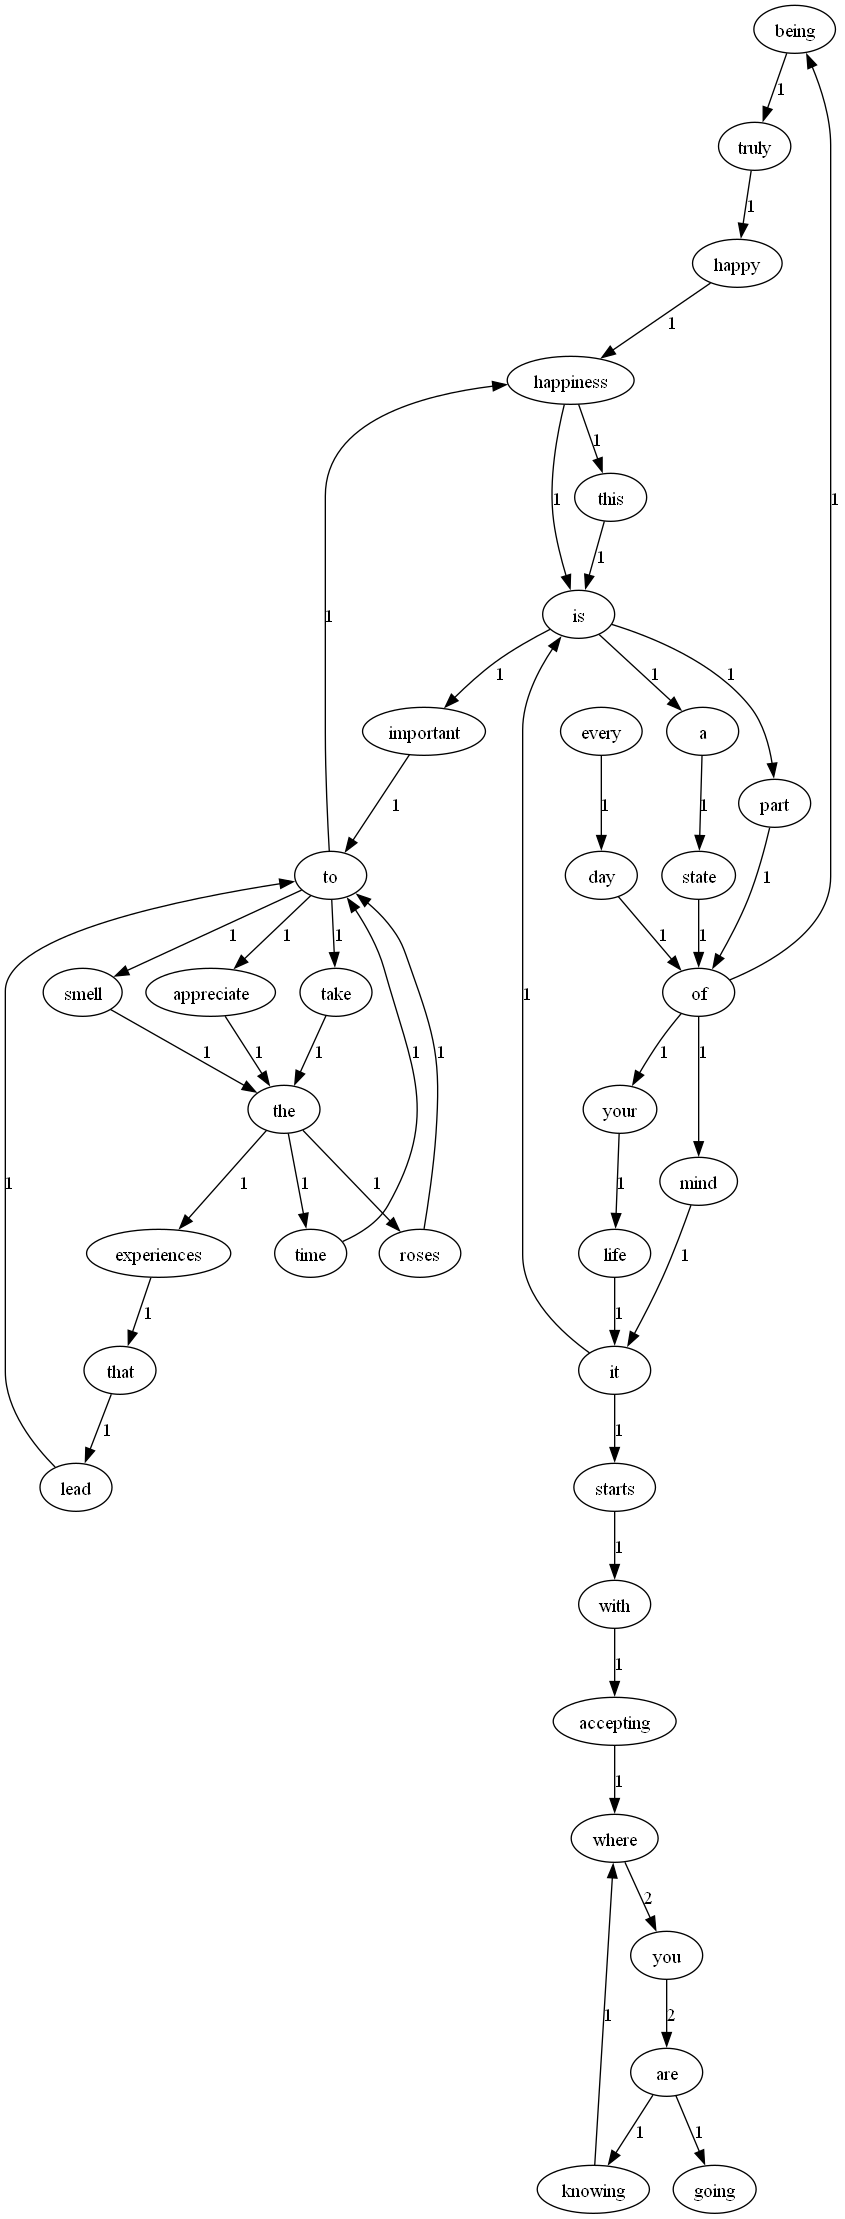 being
1
truly
1
happy
1
happiness
1
1
this
1
is
1
1
1
1
important
every
a
1
1
1
part
to
day
state
1
1
1
1
1
1
smell
appreciate
take
of
1
1
1
1
1
1
1
1
the
your
mind
1
1
1
1
1
experiences
time
roses
life
1
1
that
it
1
1
lead
starts
1
with
1
accepting
1
where
2
you
1
2
are
1
1
knowing
going